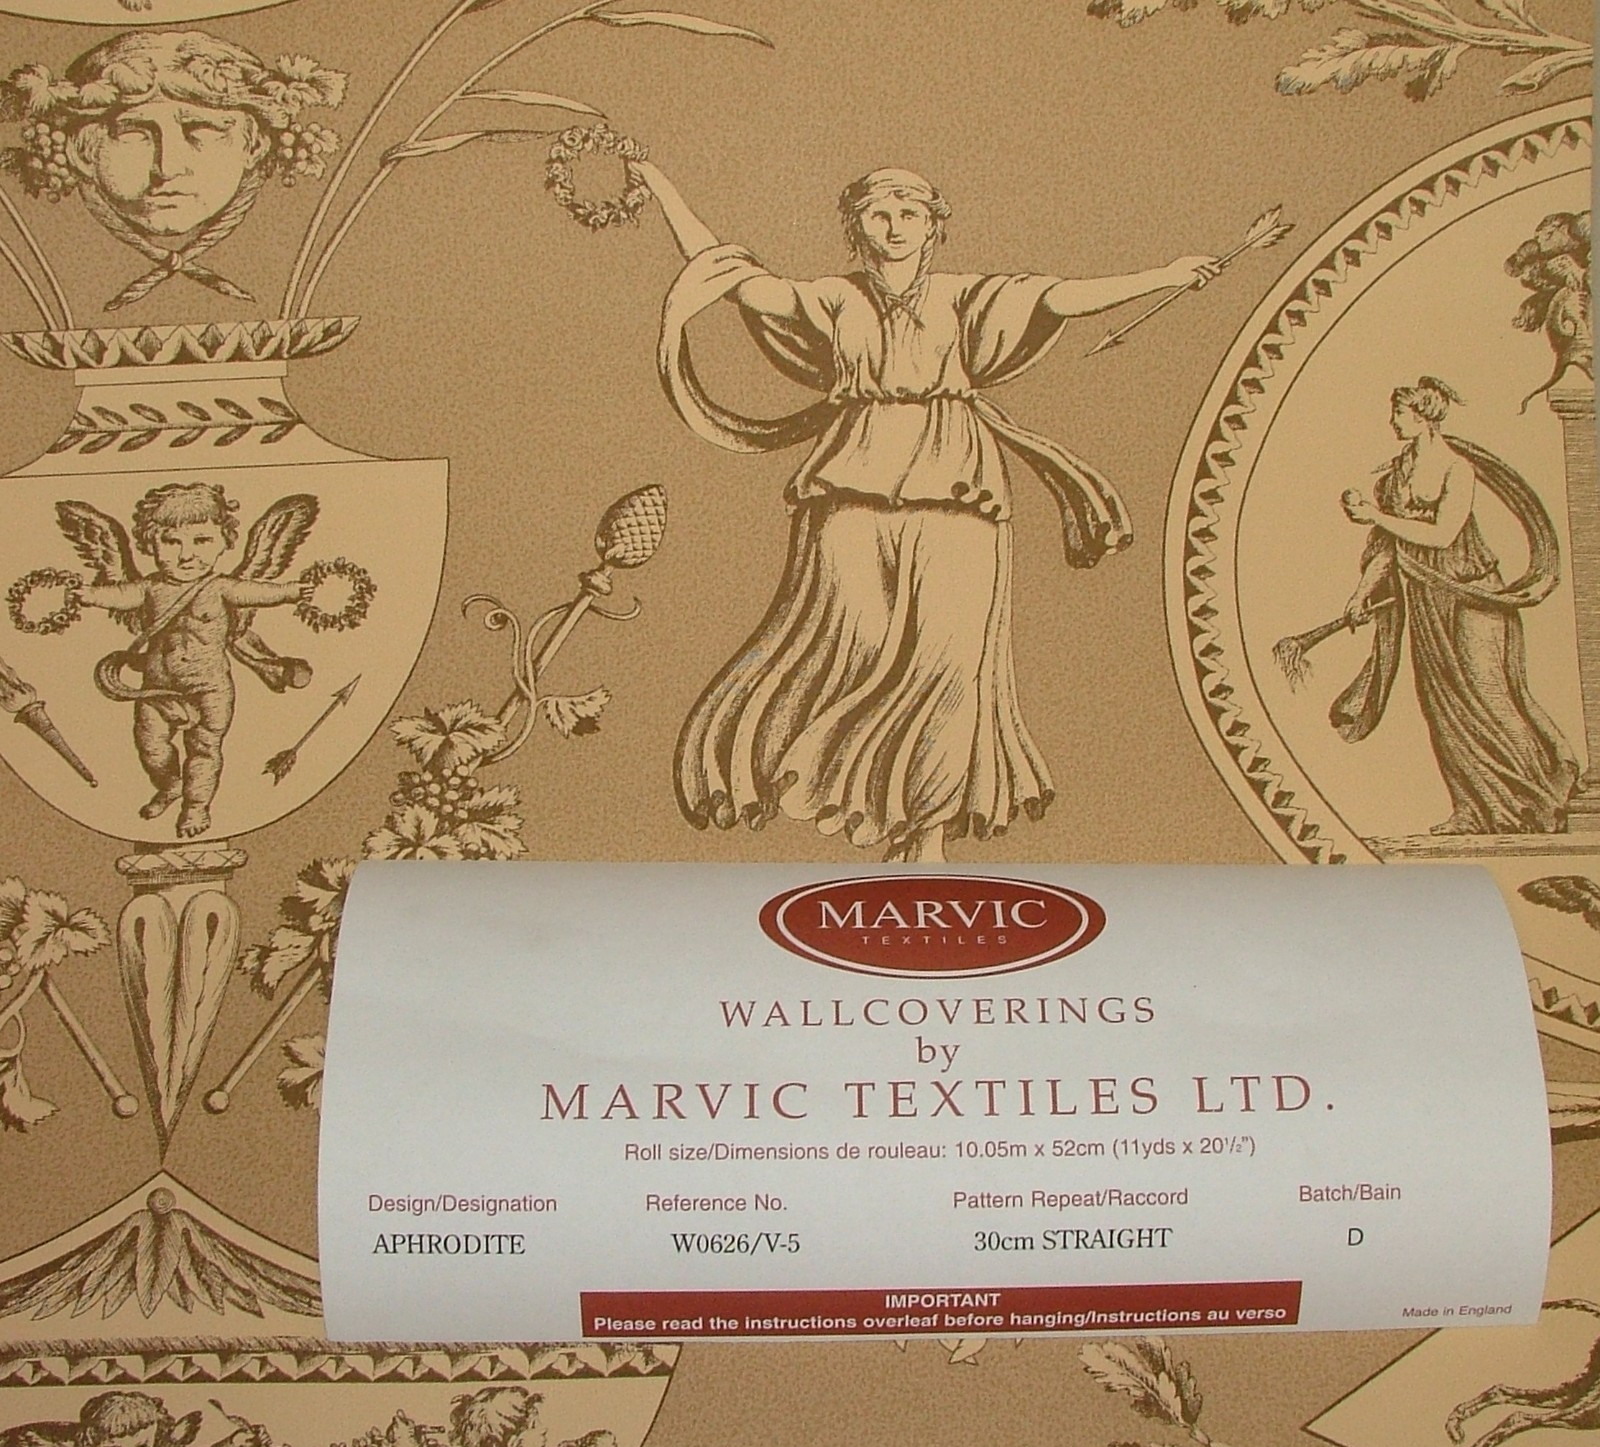 MARVIC
TEXTILES
WALLCOVERINGS
by
MARVIC TEXTILES LTD.
Roll size/Dimensions de rouleau: 10.05m x 52cm (11yds x 20½")
Design/Designation Reference No. Pattern Repeat/Raccord Batch/Bain
APHRODITE W0626/V-5 30cm STRAIGHT D
IMPORTANT
Please read the instructions overleaf before hanging/Instructions au verso
Made in England